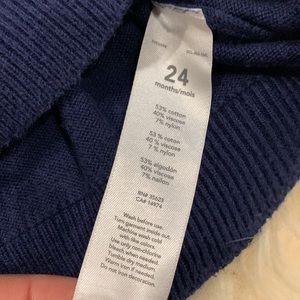 24
months/mois
53% cotton
40% viscose
7% nylon
53 % coton
40 % viscose
7 % nylon
53% algodón
40% viscosa
7% nailon
RN# 35623
CA# 14974
Wash before use.
Turn garment inside out.
Machine wash cold
with like colors.
Use only non-chlorine
bleach when needed.
Tumble dry medium.
Warm iron if needed.
Do not iron decoration.